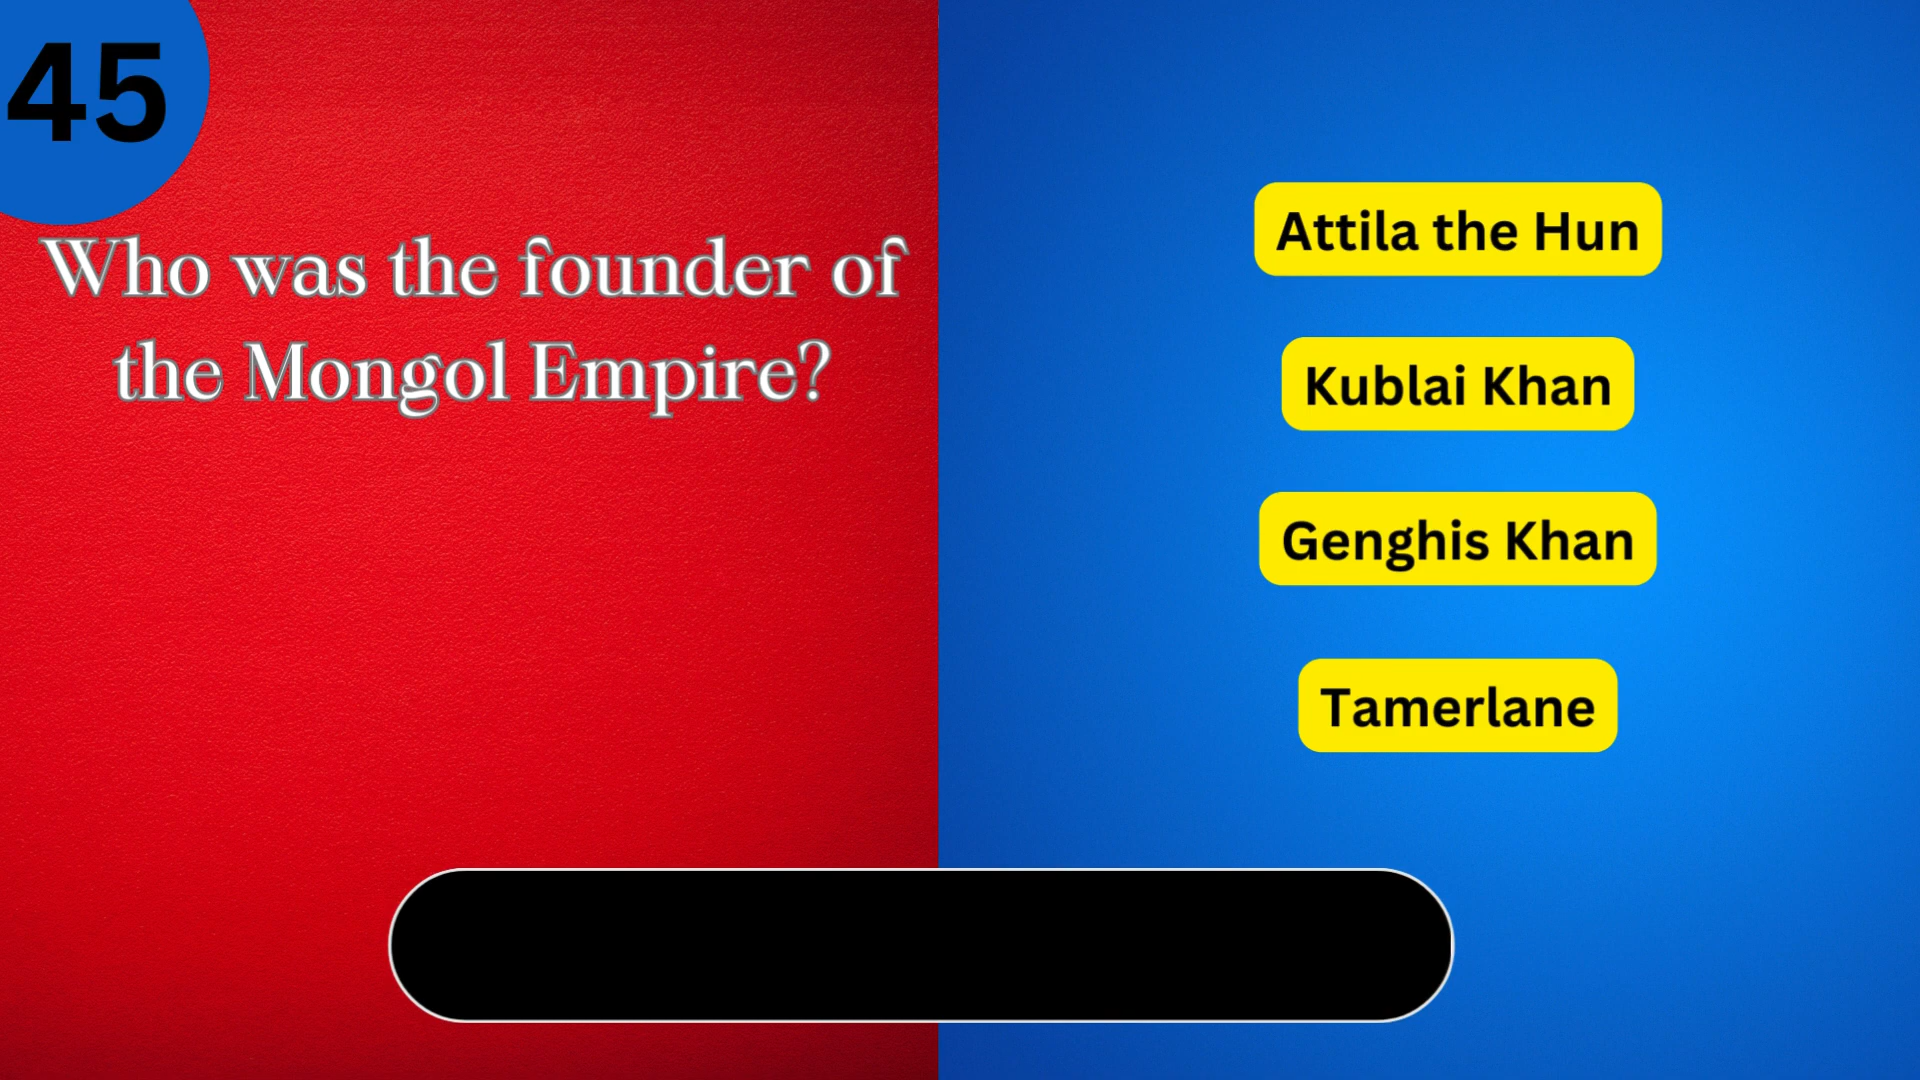 45
Who was the founder of
the Mongol Empire?
Attila the Hun
Kublai Khan
Genghis Khan
Tamerlane